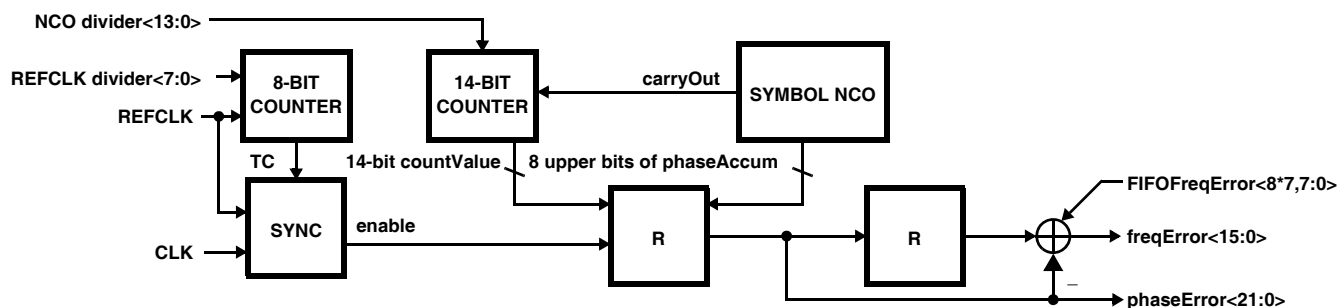 NCO divider<13:0>
REFCLK divider<7:0>
REFCLK
8-BIT
COUNTER
14-BIT
COUNTER
carryOut
SYMBOL NCO
TC
14-bit countValue
8 upper bits of phaseAccum
SYNC
CLK
enable
R
R
FIFOFreqError<8*7,7:0>
freqError<15:0>
–
phaseError<21:0>